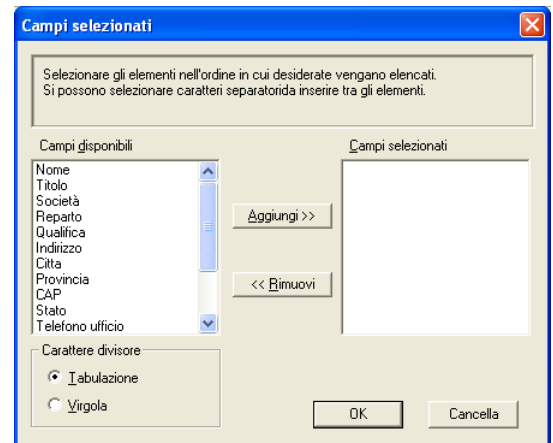 Campi selezionati
Selezionare gli elementi nell'ordine in cui desiderate vengano elencati.
Si possono selezionare caratteri separatorida inserire tra gli elementi.
Campi disponibili
Campi selezionati
Nome
Titolo
Società
Reparto
Qualifica
Indirizzo
Citta
Provincia
CAP
Stato
Telefono ufficio
Aggiungi >>
<< Rimuovi
Carattere divisore
Tabulazione
Virgola
OK
Cancella